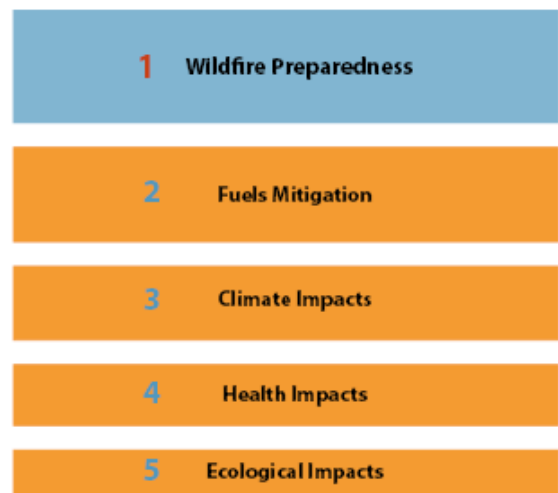 1 Wildfire Preparedness
2 Fuels Mitigation
3 Climate Impacts
4 Health Impacts
5 Ecological Impacts